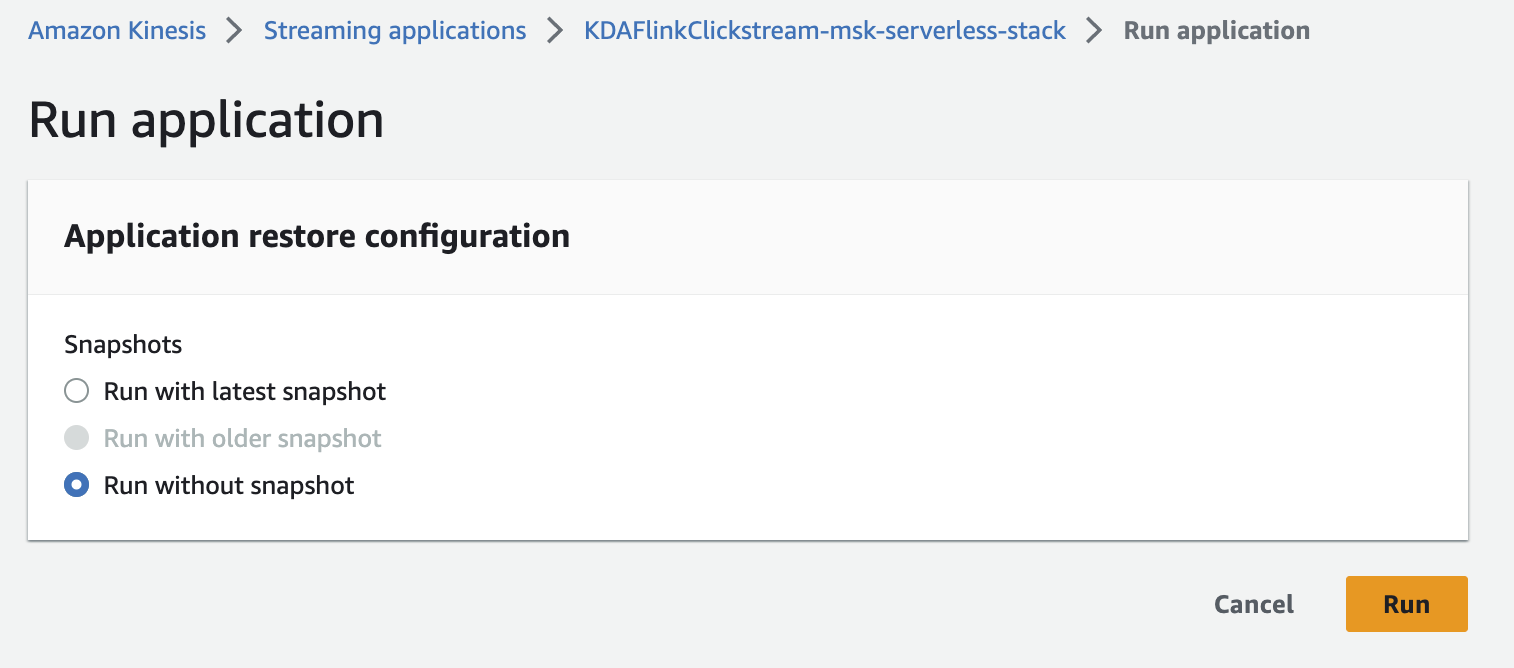 Amazon Kinesis > Streaming applications > KDAFlinkClickstream-msk-serverless-stack > Run application
Run application
Application restore configuration
Snapshots
Run with latest snapshot
Run with older snapshot
Run without snapshot
Cancel Run